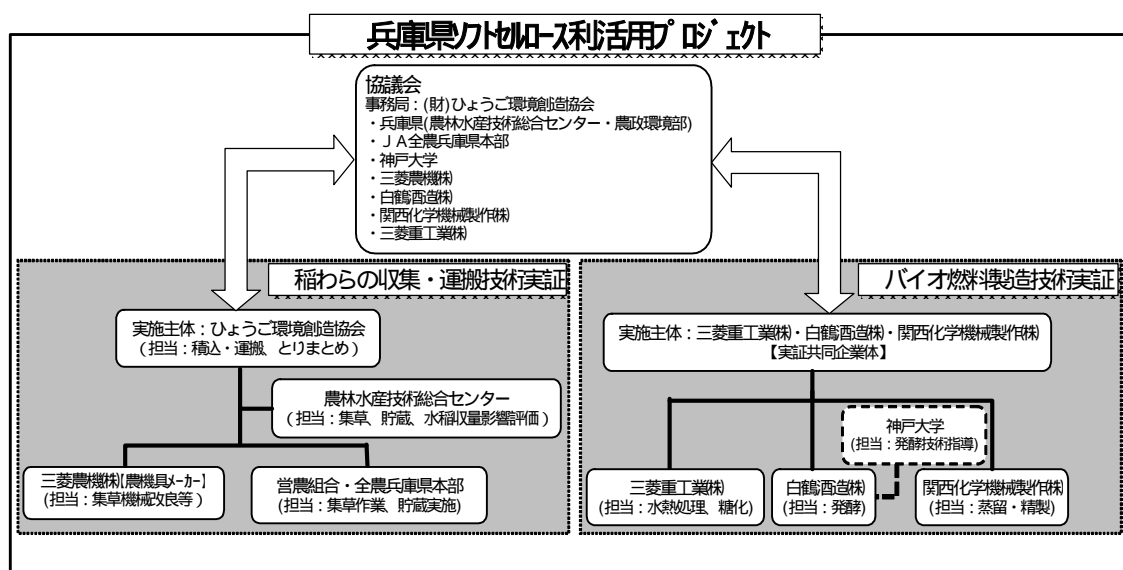 兵庫県ソフトセルロース利活用プロジェクト
協議会
事務局：(財)ひょうご環境創造協会
・兵庫県(農林水産技術総合センター・農政環境部)
・ＪＡ全農兵庫県本部
・神戸大学
・三菱農機㈱
・白鶴酒造㈱
・関西化学機械製作㈱
・三菱重工業㈱
稲わらの収集・運搬技術実証
実施主体：ひょうご環境創造協会
(担当：積込・運搬、とりまとめ)
農林水産技術総合センター
(担当：集草、貯蔵、水稲収量影響評価)
三菱農機㈱【農機具メーカー】
(担当：集草機械改良等)
営農組合・全農兵庫県本部
(担当：集草作業、貯蔵実施)
バイオ燃料製造技術実証
実施主体：三菱重工業㈱・白鶴酒造㈱・関西化学機械製作㈱
【実証共同企業体】
神戸大学
(担当：発酵技術指導)
三菱重工業㈱
(担当：水熱処理、糖化)
白鶴酒造㈱
(担当：発酵)
関西化学機械製作㈱
(担当：蒸留・精製)